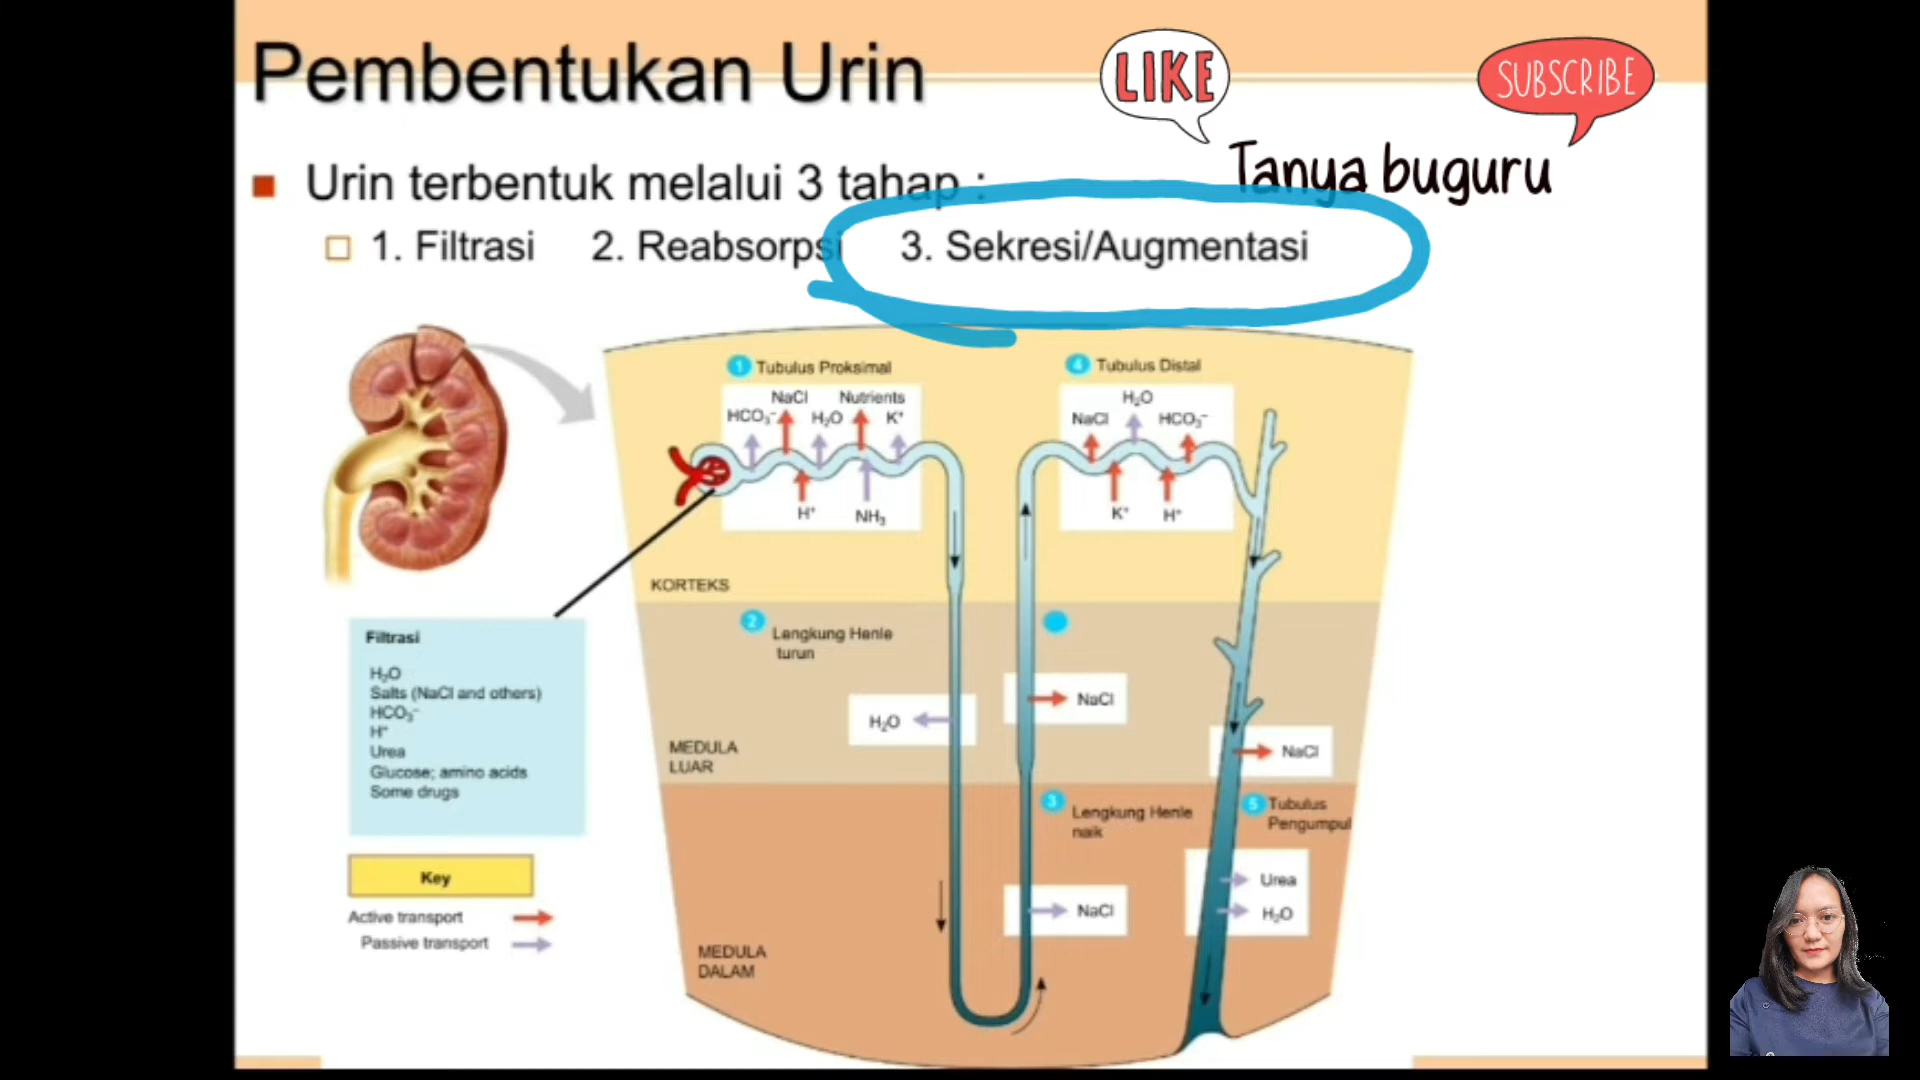 Pembentukan Urin
LIKE
SUBSCRIBE
Tanya buguru
Urin terbentuk melalui 3 tahap :
1. Filtrasi 2. Reabsorpsi 3. Sekresi/Augmentasi
1 Tubulus Proksimal
NaCl Nutrients
HCO₃⁻ H₂O K⁺
H⁺ NH₃
4 Tubulus Distal
H₂O
NaCl HCO₃⁻
K⁺ H⁺
KORTEKS
2 Lengkung Henle
turun
H₂O
NaCl
MEDULA
LUAR
NaCl
Filtrasi
H₂O
Salts (NaCl and others)
HCO₃⁻
H⁺
Urea
Glucose; amino acids
Some drugs
3 Lengkung Henle
naik
5 Tubulus
Pengumpul
Key
Active transport
Passive transport
NaCl
Urea
H₂O
MEDULA
DALAM